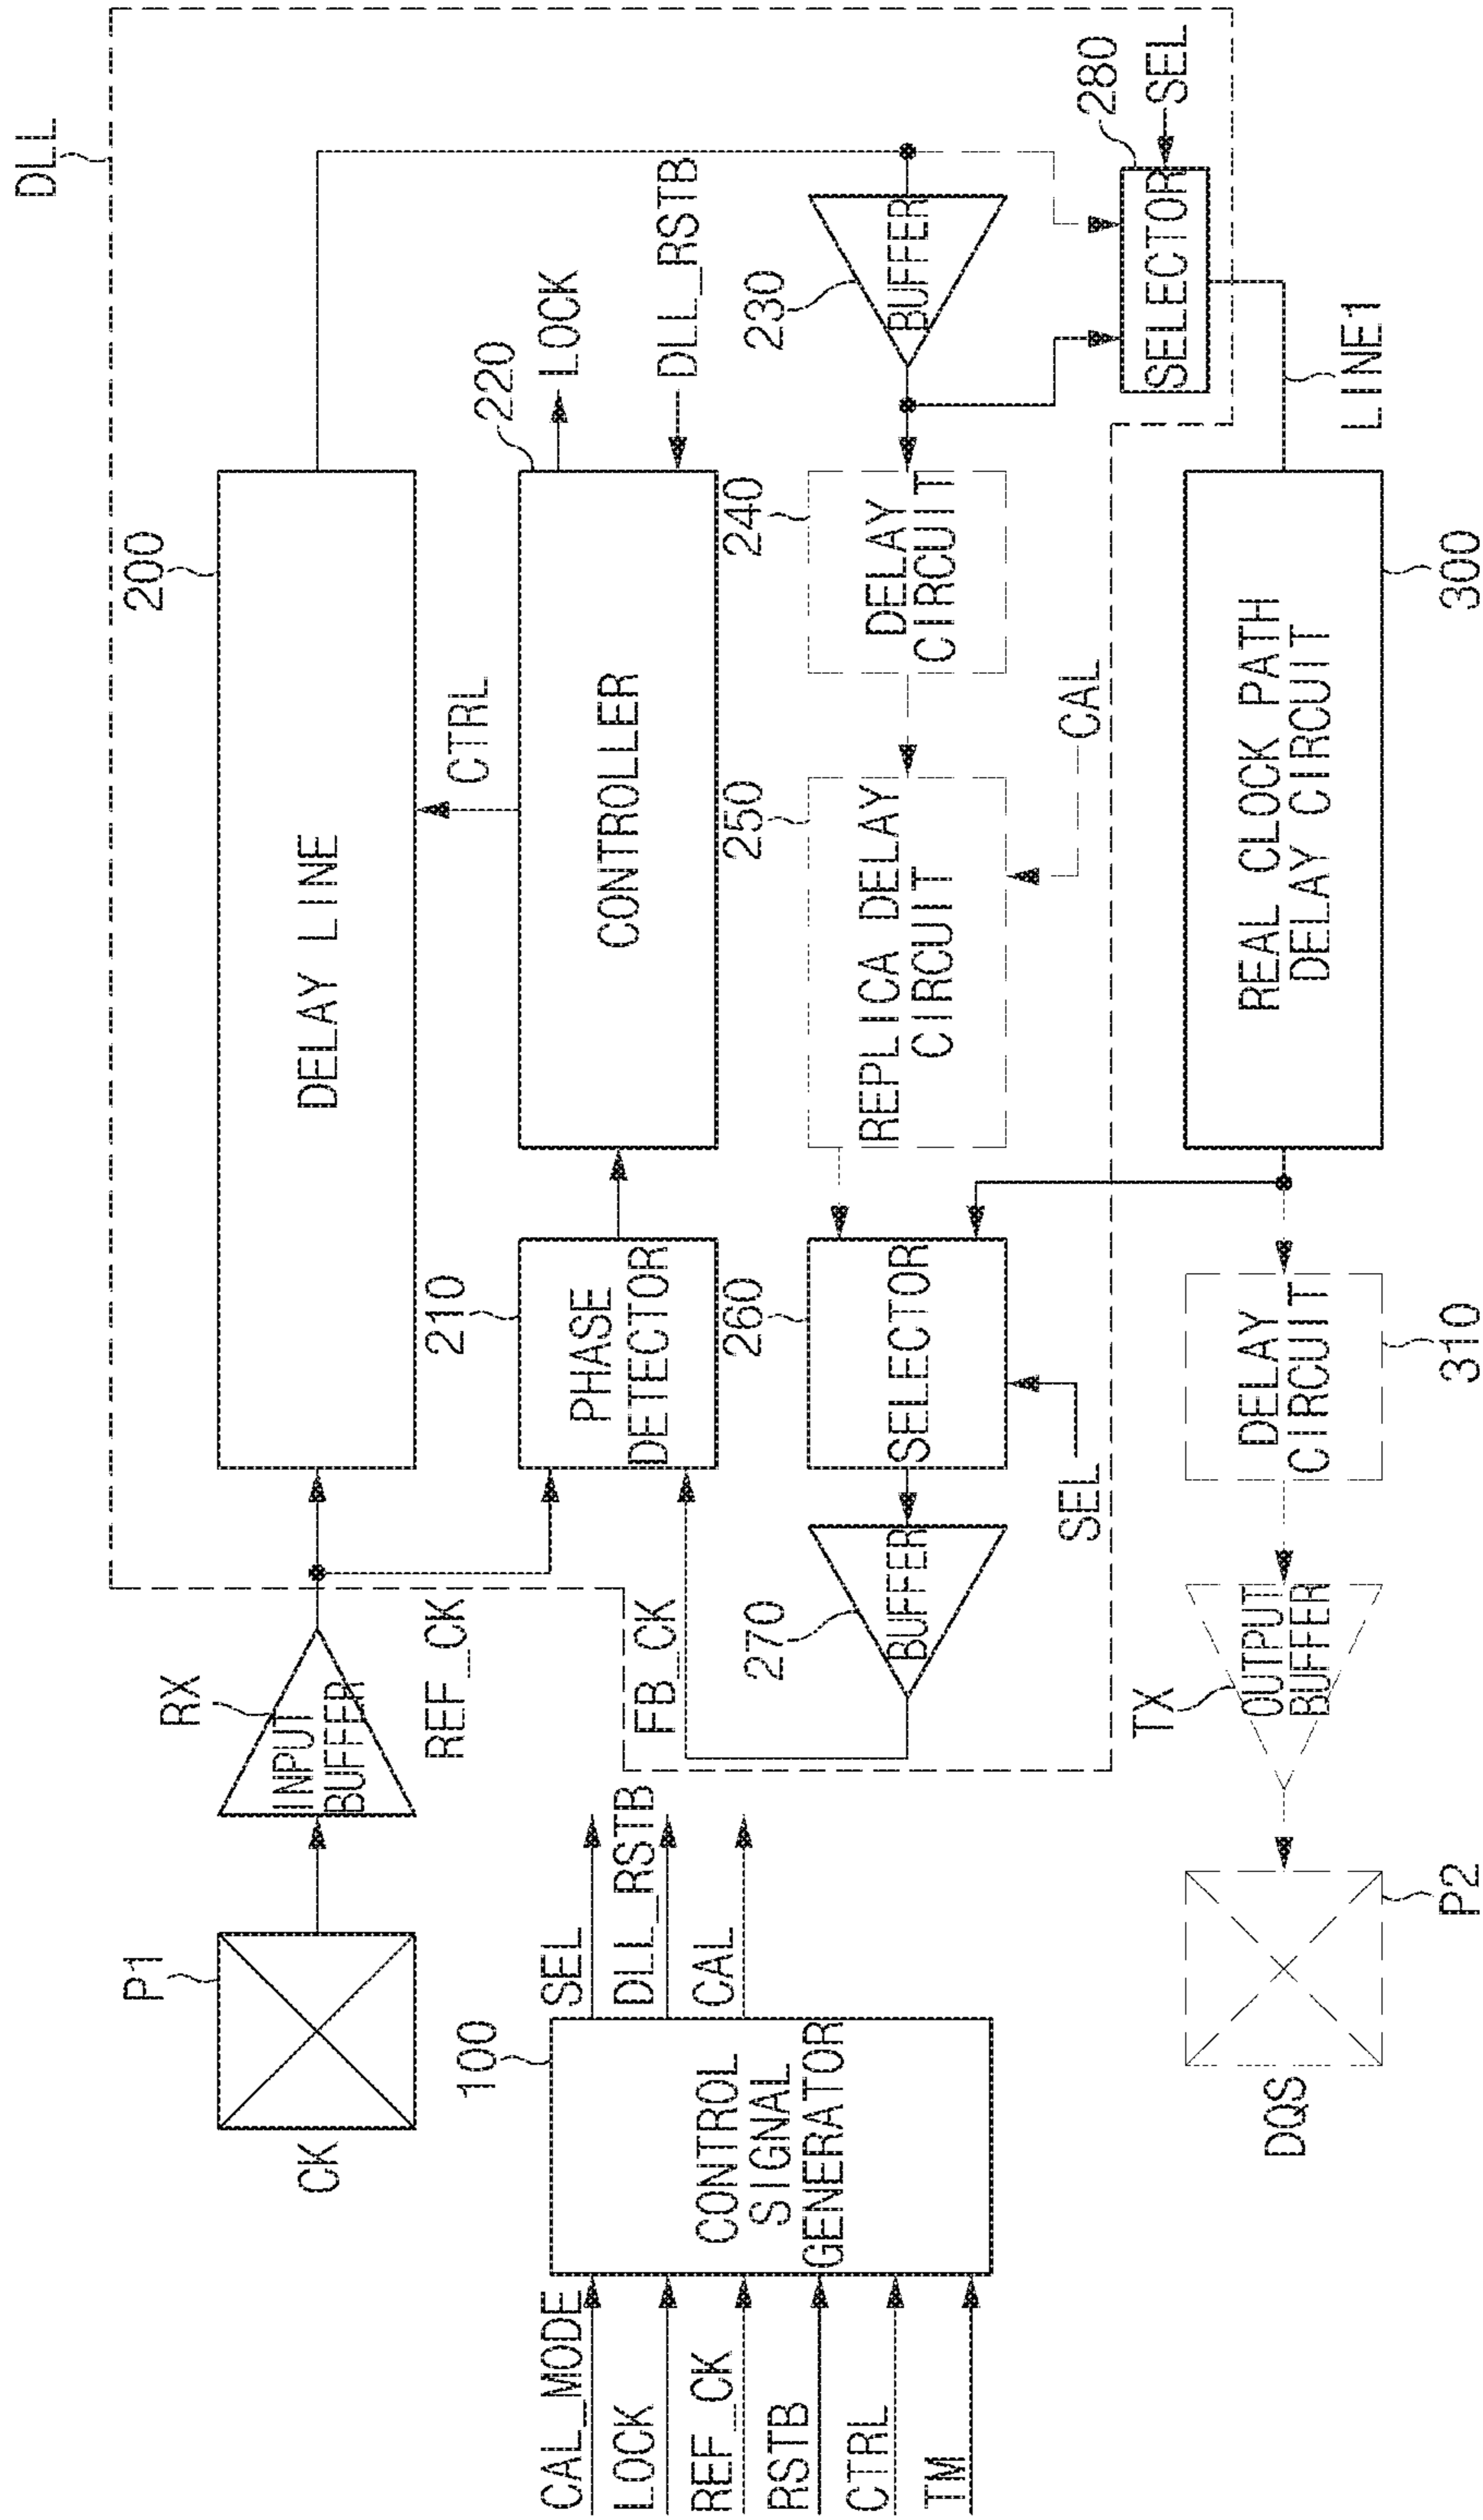 DLL
P1
CK
RX
INPUT
BUFFER
REF_CK
200
DELAY LINE
CTRL
210
PHASE
DETECTOR
220
CONTROLLER
LOCK
DLL_RSTB
FB_CK
270
BUFFER
260
SELECTOR
SEL
250
REPLICA DELAY
CIRCUIT
CAL
240
DELAY
CIRCUIT
230
BUFFER
280
SELECTOR
SEL
LINE1
CAL_MODE
LOCK
REF_CK
RSTB
CTRL
TM
100
CONTROL
SIGNAL
GENERATOR
SEL
DLL_RSTB
CAL
DQS
P2
TX
OUTPUT
BUFFER
DELAY
CIRCUIT
310
REAL CLOCK PATH
DELAY CIRCUIT
300